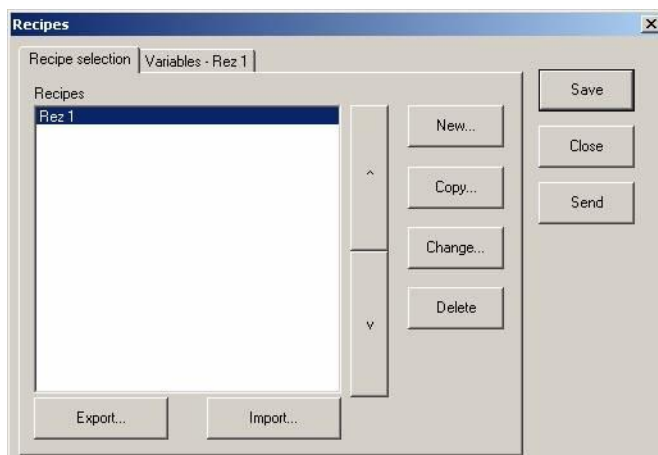 Recipes
Recipe selection
Variables - Rez 1
Recipes
Rez 1
^
v
New...
Copy...
Change...
Delete
Export...
Import...
Save
Close
Send